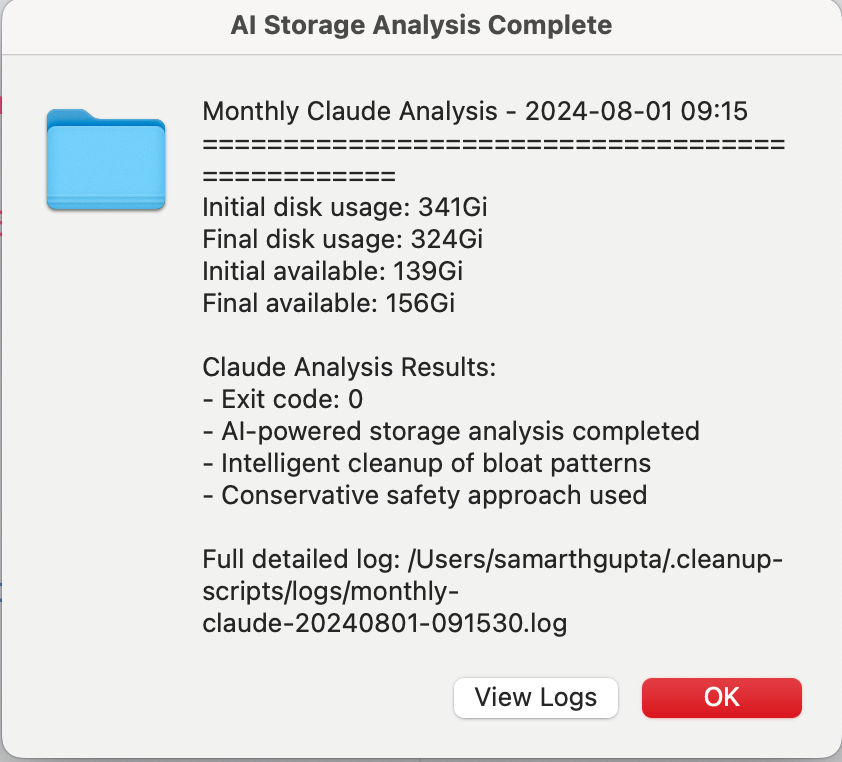 AI Storage Analysis Complete
Monthly Claude Analysis - 2024-08-01 09:15
====================================
============
Initial disk usage: 341Gi
Final disk usage: 324Gi
Initial available: 139Gi
Final available: 156Gi
Claude Analysis Results:
- Exit code: 0
- AI-powered storage analysis completed
- Intelligent cleanup of bloat patterns
- Conservative safety approach used
Full detailed log: /Users/samarthgupta/.cleanup-
scripts/logs/monthly-
claude-20240801-091530.log
View Logs
OK